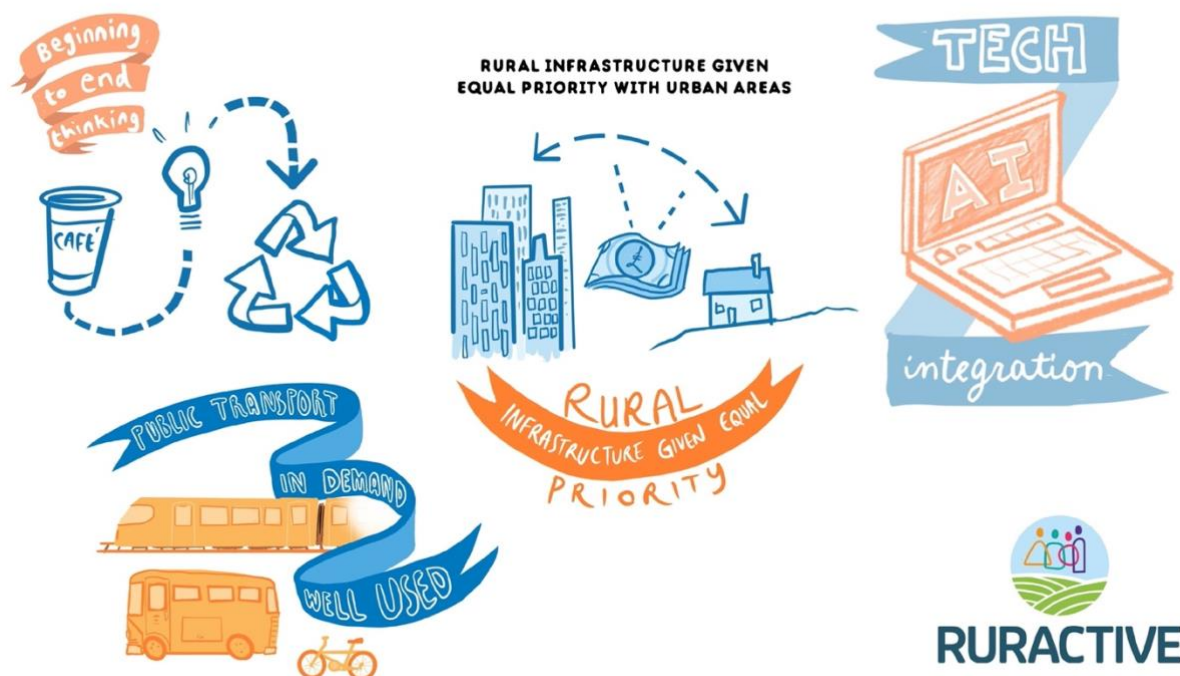 Beginning
to end
thinking
CAFÉ
RURAL INFRASTRUCTURE GIVEN
EQUAL PRIORITY WITH URBAN AREAS
£
RURAL
INFRASTRUCTURE GIVEN EQUAL
PRIORITY
TECH
AI
integration
PUBLIC TRANSPORT
IN DEMAND
WELL USED
RURACTIVE